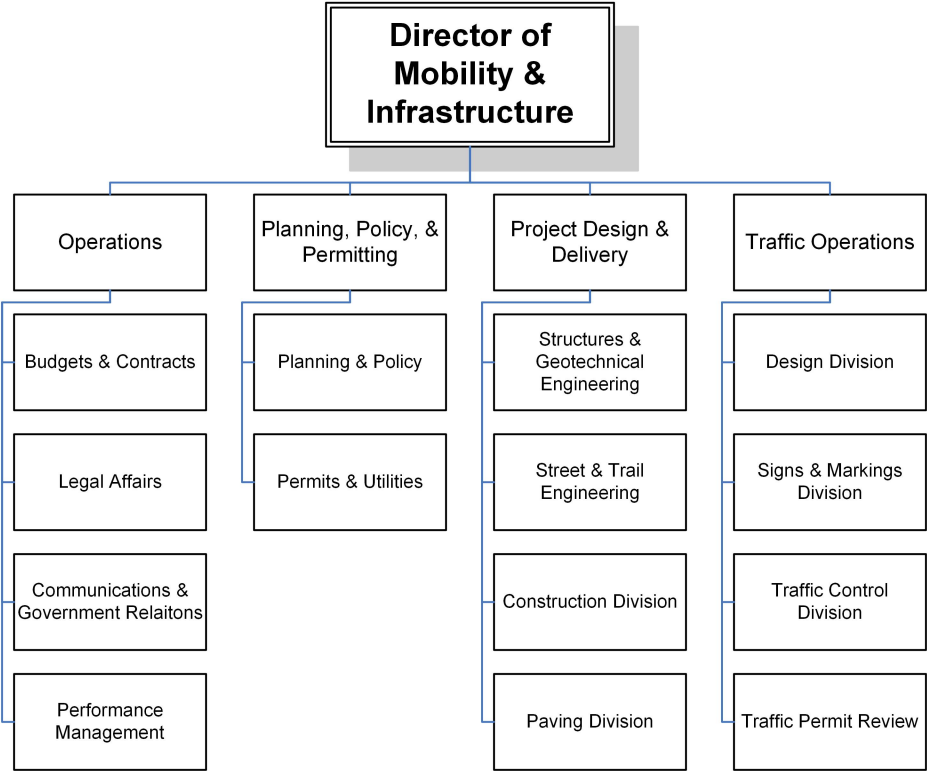 Director of
Mobility &
Infrastructure
Operations
Planning, Policy, &
Permitting
Project Design &
Delivery
Traffic Operations
Budgets & Contracts
Legal Affairs
Communications &
Government Relaitons
Performance
Management
Planning & Policy
Permits & Utilities
Structures &
Geotechnical
Engineering
Street & Trail
Engineering
Construction Division
Paving Division
Design Division
Signs & Markings
Division
Traffic Control
Division
Traffic Permit Review